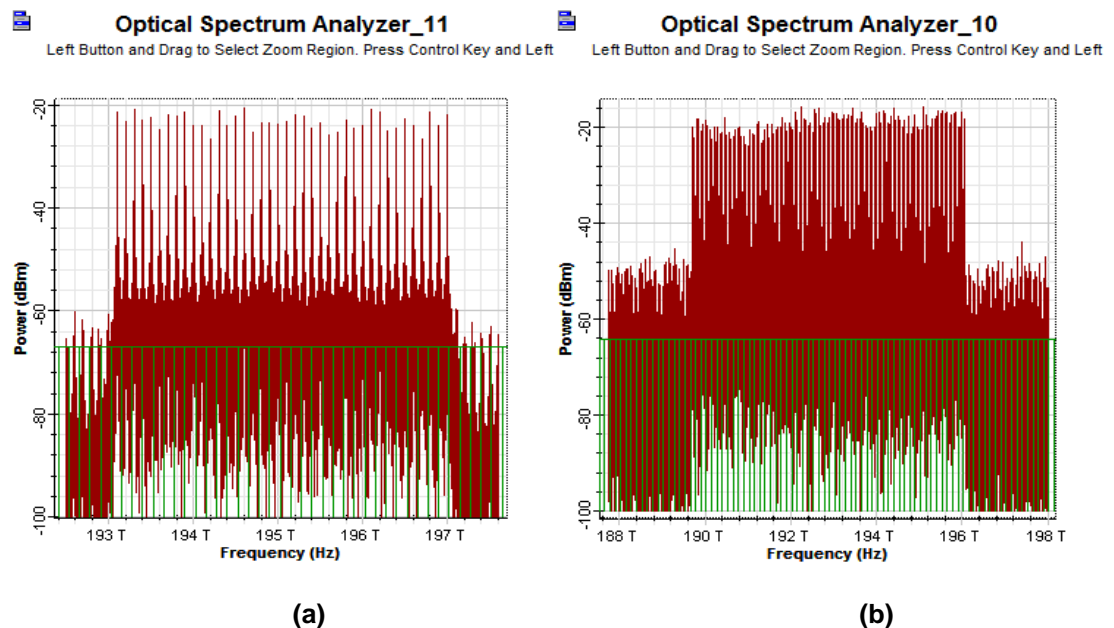 Optical Spectrum Analyzer_11
Left Button and Drag to Select Zoom Region. Press Control Key and Left
Power (dBm)
-20
-40
-60
-80
-100
193 T 194 T 195 T 196 T 197 T
Frequency (Hz)
(a)
Optical Spectrum Analyzer_10
Left Button and Drag to Select Zoom Region. Press Control Key and Left
Power (dBm)
-20
-40
-60
-80
-100
188 T 190 T 192 T 194 T 196 T 198 T
Frequency (Hz)
(b)